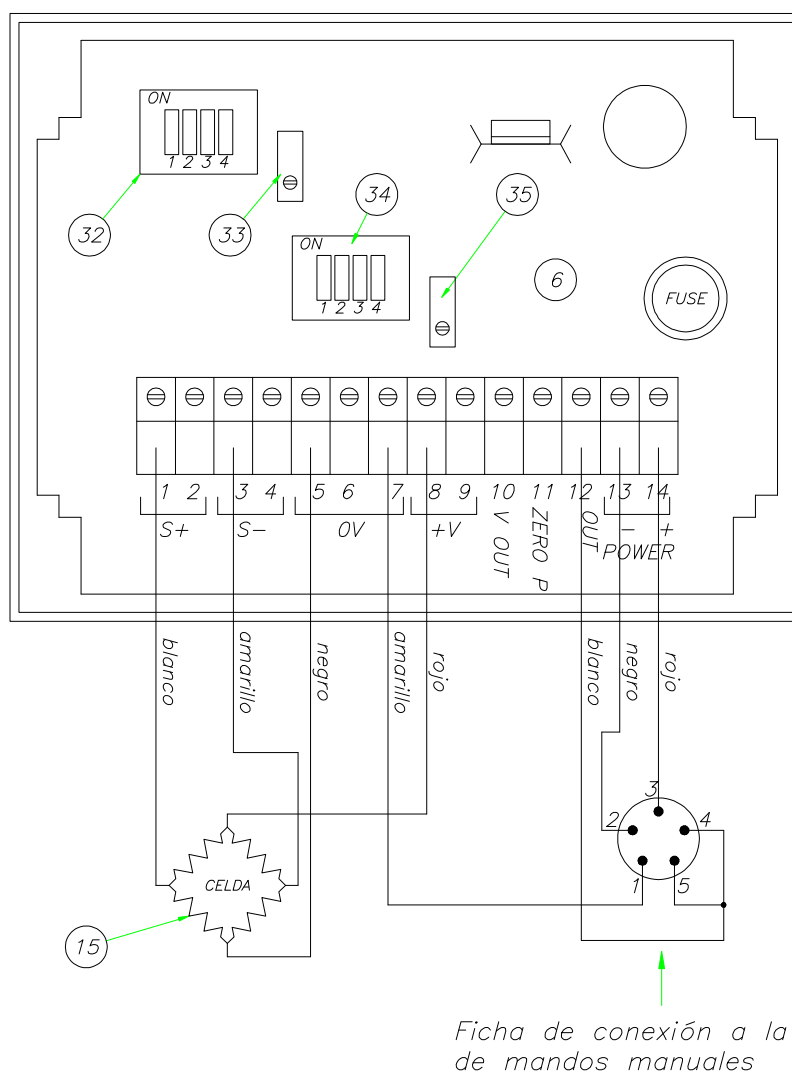 ON
1 2 3 4
32
33
34
35
ON
1 2 3 4
6
FUSE
1 2 3 4 5 6 7 8 9 10 11 12 13 14
S+ S- 0V +V V OUT ZERO P OUT - +
POWER
blanco
amarillo
negro
amarillo
rojo
blanco
negro
rojo
3
2 4
1 5
CELDA
15
Ficha de conexión a la
de mandos manuales